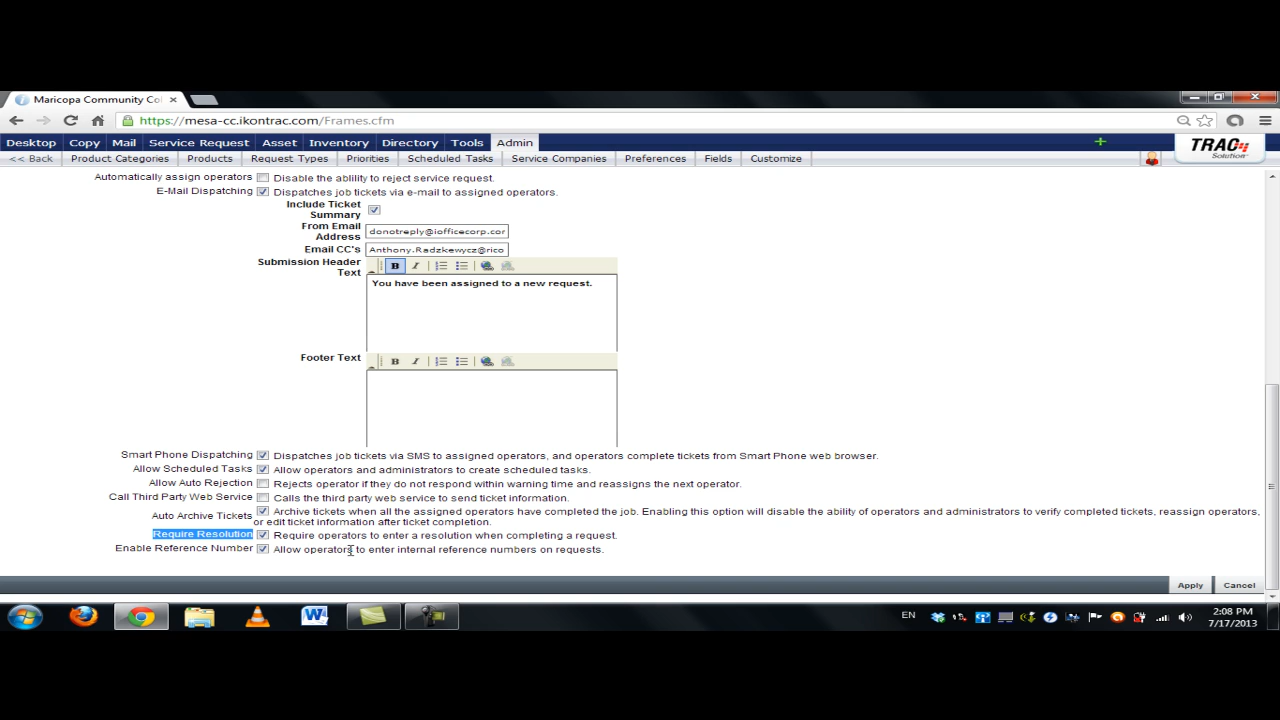 Maricopa Community Co
https://mesa-cc.ikontrac.com/Frames.cfm
Desktop Copy Mail Service Request Asset Inventory Directory Tools Admin
TRAC
Solution
<< Back Product Categories Products Request Types Priorities Scheduled Tasks Service Companies Preferences Fields Customize
Automatically assign operators Disable the ablility to reject service request.
E-Mail Dispatching Dispatches job tickets via e-mail to assigned operators.
Include Ticket
Summary
From Email
Address donotreply@iofficecorp.cor
Email CC's Anthony.Radzkewycz@rico
Submission Header
Text
B I
You have been assigned to a new request.
Footer Text
B I
Smart Phone Dispatching Dispatches job tickets via SMS to assigned operators, and operators complete tickets from Smart Phone web browser.
Allow Scheduled Tasks Allow operators and administrators to create scheduled tasks.
Allow Auto Rejection Rejects operator if they do not respond within warning time and reassigns the next operator.
Call Third Party Web Service Calls the third party web service to send ticket information.
Auto Archive Tickets Archive tickets when all the assigned operators have completed the job. Enabling this option will disable the ability of operators and administrators to verify completed tickets, reassign operators,
or edit ticket information after ticket completion.
Require Resolution Require operators to enter a resolution when completing a request.
Enable Reference Number Allow operators to enter internal reference numbers on requests.
Apply Cancel
EN
2:08 PM
7/17/2013